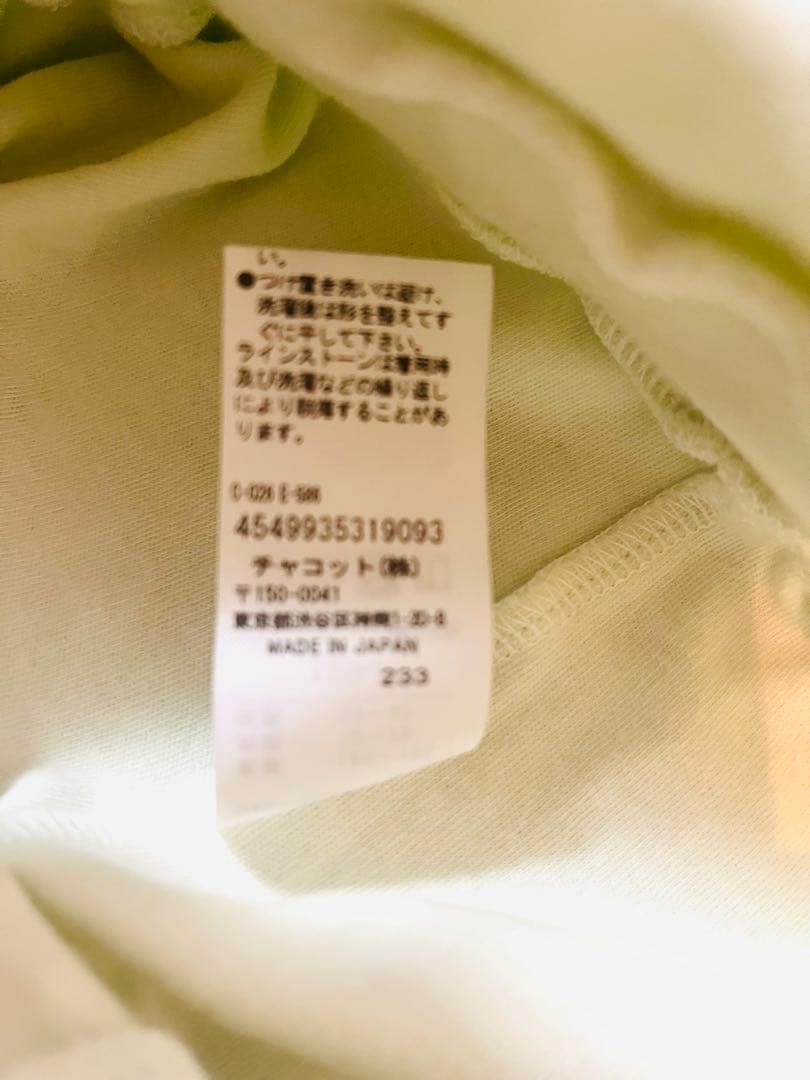 い。
●つけ置き洗いは避け、
洗濯後は形を整えてす
ぐに干して下さい。
ラインストーンは着用時
及び洗濯などの繰り返し
により脱落することがあ
ります。
4549935319093
チャコット(株)
〒150-0041
東京都渋谷区神南1-20-8
MADE IN JAPAN
233